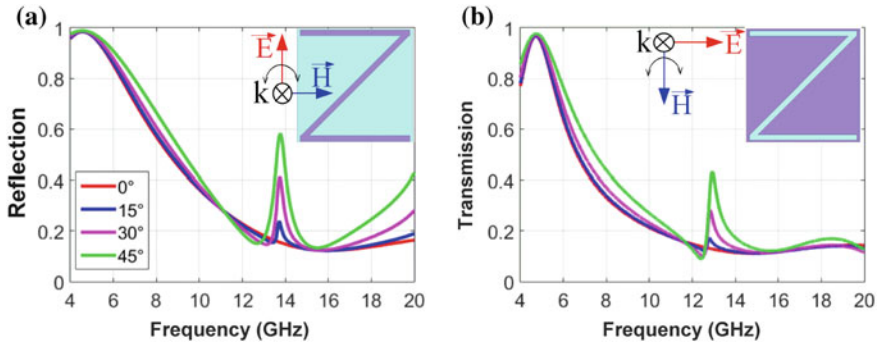 (a)
1
0.8
0.6
0.4
0.2
0
Reflection
E
H
k
0°
15°
30°
45°
4 6 8 10 12 14 16 18 20
Frequency (GHz)
(b)
1
0.8
0.6
0.4
0.2
0
Transmission
k
E
H
4 6 8 10 12 14 16 18 20
Frequency (GHz)